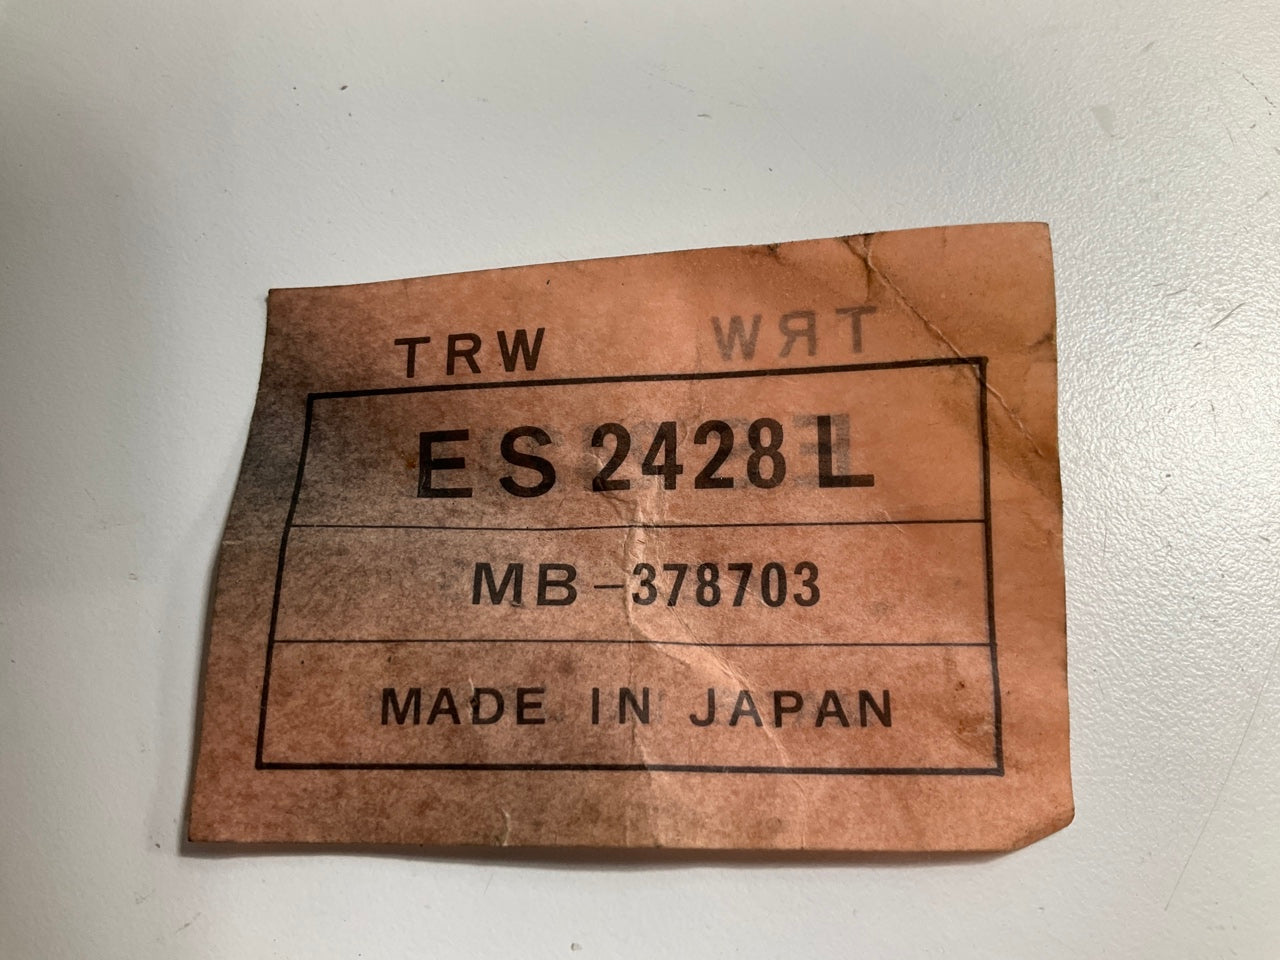 TRW
ES 2428 L
MB-378703
MADE IN JAPAN